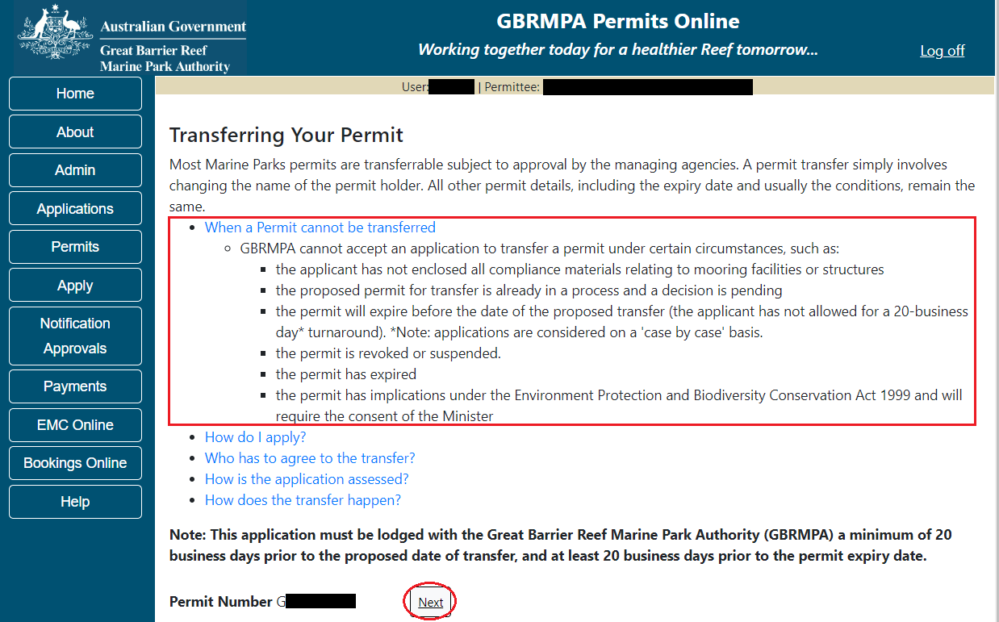 Australian Government
Great Barrier Reef
Marine Park Authority
GBRMPA Permits Online
Working together today for a healthier Reef tomorrow...
Log off
Home
About
Admin
Applications
Permits
Apply
Notification
Approvals
Payments
EMC Online
Bookings Online
Help
User: | Permittee:
Transferring Your Permit
Most Marine Parks permits are transferrable subject to approval by the managing agencies. A permit transfer simply involves
changing the name of the permit holder. All other permit details, including the expiry date and usually the conditions, remain the
same.
When a Permit cannot be transferred
GBRMPA cannot accept an application to transfer a permit under certain circumstances, such as:
the applicant has not enclosed all compliance materials relating to mooring facilities or structures
the proposed permit for transfer is already in a process and a decision is pending
the permit will expire before the date of the proposed transfer (the applicant has not allowed for a 20-business
day* turnaround). *Note: applications are considered on a 'case by case' basis.
the permit is revoked or suspended.
the permit has expired
the permit has implications under the Environment Protection and Biodiversity Conservation Act 1999 and will
require the consent of the Minister
How do I apply?
Who has to agree to the transfer?
How is the application assessed?
How does the transfer happen?
Note: This application must be lodged with the Great Barrier Reef Marine Park Authority (GBRMPA) a minimum of 20
business days prior to the proposed date of transfer, and at least 20 business days prior to the permit expiry date.
Permit Number G
Next